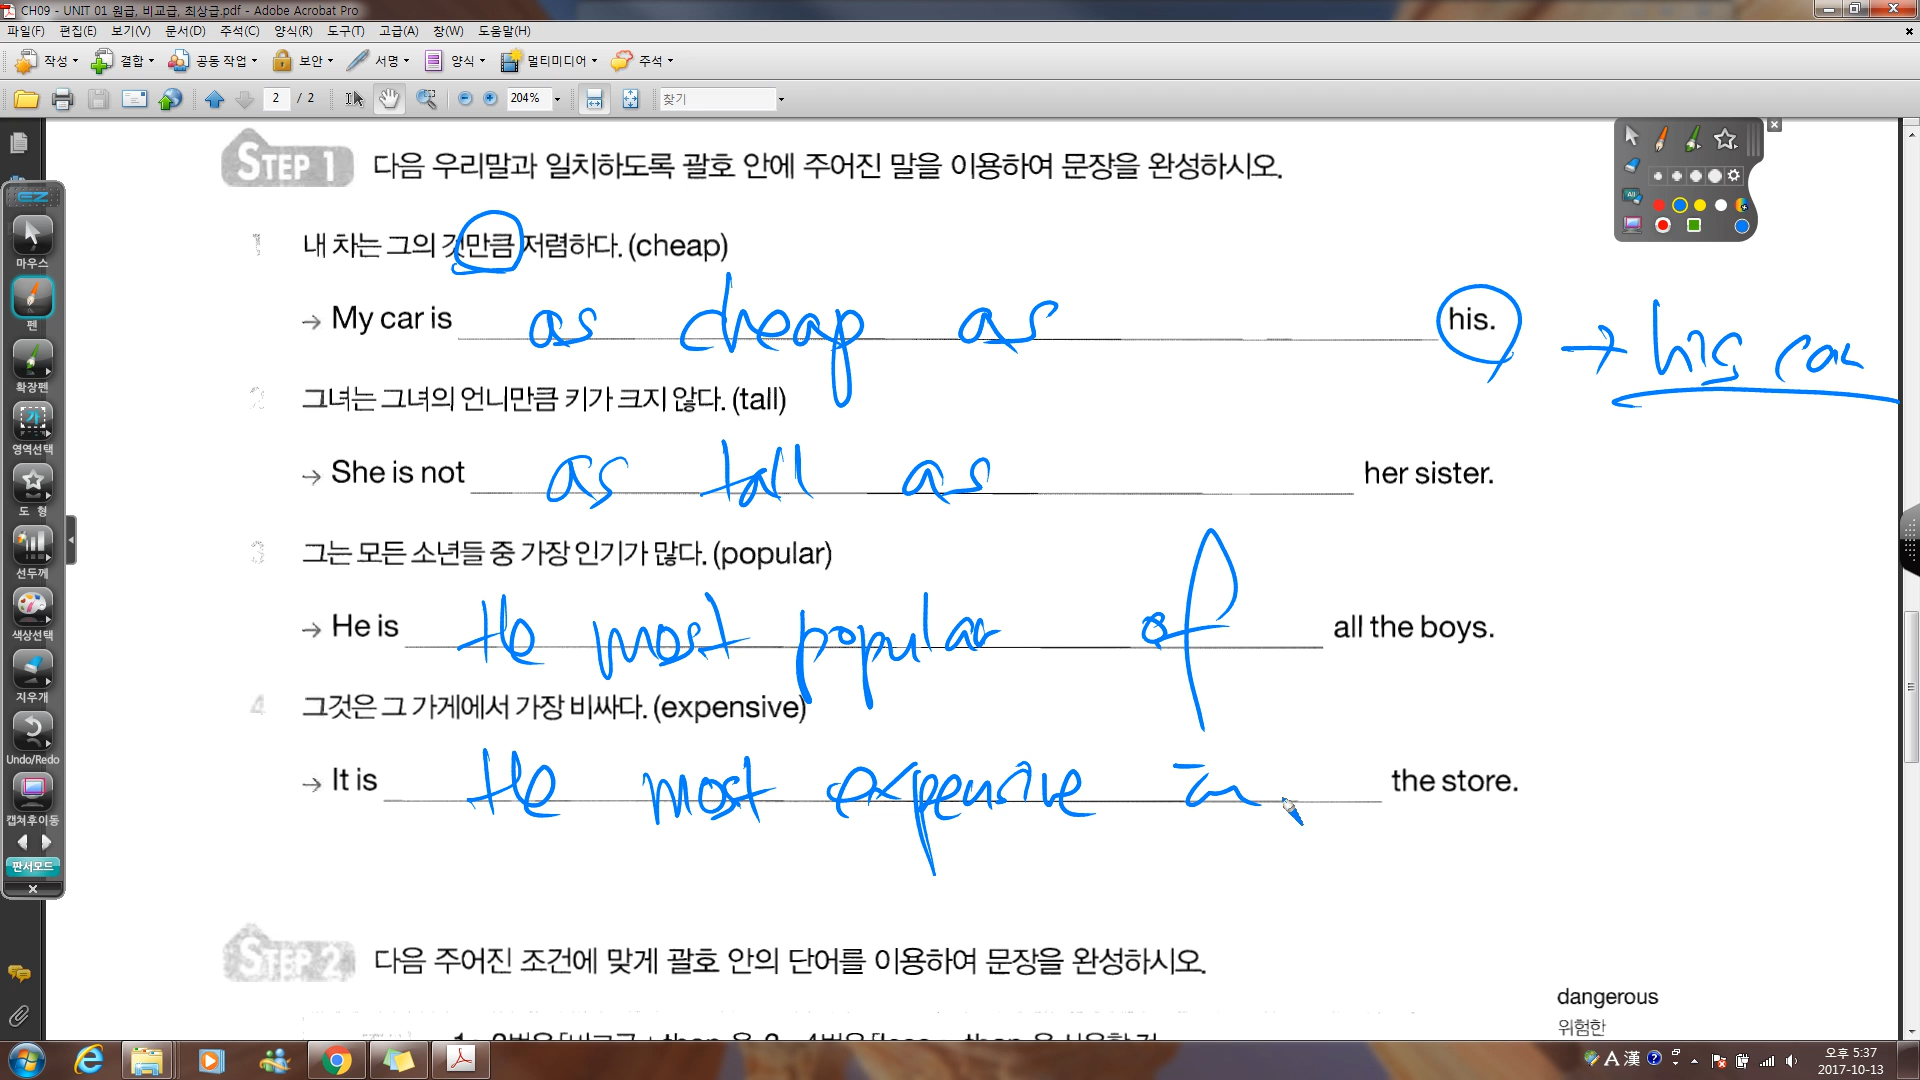 CH09 - UNIT 01 원급, 비교급, 최상급.pdf - Adobe Acrobat Pro
파일(F) 편집(E) 보기(V) 문서(D) 주석(C) 양식(R) 도구(T) 고급(A) 창(W) 도움말(H)
작성 결합 공동 작업 보안 서명 양식 멀티미디어 주석
2 / 2 204% 찾기
STEP 1 다음 우리말과 일치하도록 괄호 안에 주어진 말을 이용하여 문장을 완성하시오.
1 내 차는 그의 것만큼 저렴하다. (cheap)
→ My car is as cheap as his. → his car
2 그녀는 그녀의 언니만큼 키가 크지 않다. (tall)
→ She is not as tall as her sister.
3 그는 모든 소년들 중 가장 인기가 많다. (popular)
→ He is the most popular of all the boys.
4 그것은 그 가게에서 가장 비싸다. (expensive)
→ It is the most expensive in the store.
STEP 2 다음 주어진 조건에 맞게 괄호 안의 단어를 이용하여 문장을 완성하시오.
dangerous
위험한
EZ
마우스
펜
확장펜
영역선택
도 형
선두께
색상선택
지우개
Undo/Redo
캡쳐후이동
판서모드
A 漢
오후 5:37
2017-10-13